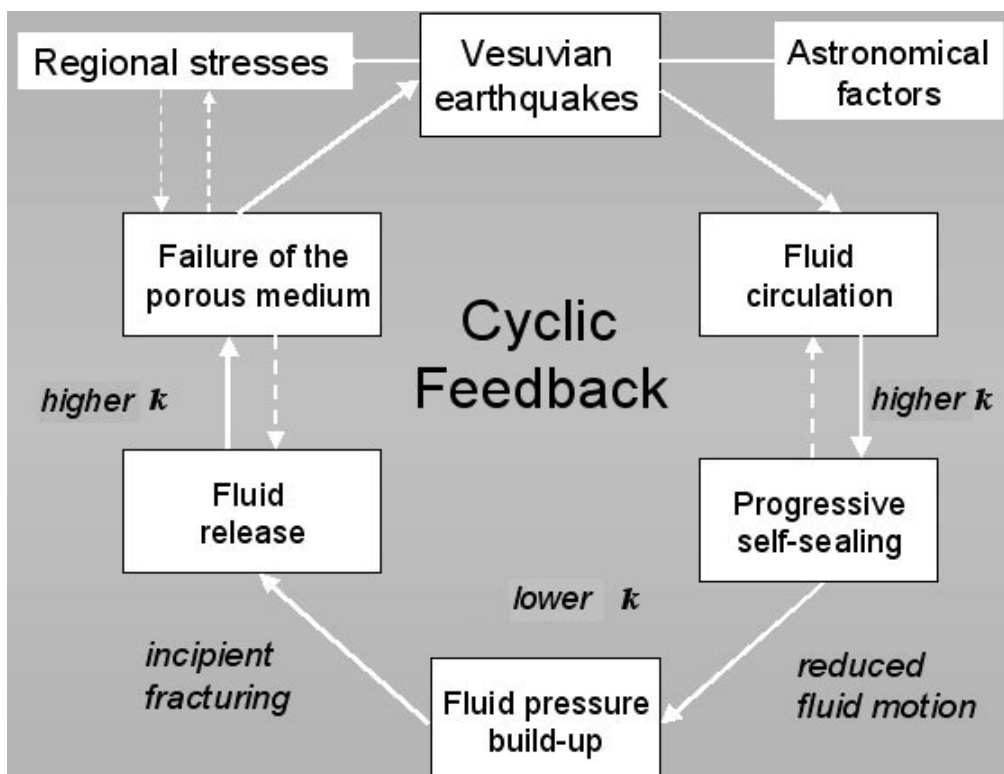 Regional stresses
Vesuvian
earthquakes
Astronomical
factors
Failure of the
porous medium
Fluid
circulation
Cyclic
Feedback
higher k
higher k
Fluid
release
Progressive
self-sealing
lower k
incipient
fracturing
reduced
fluid motion
Fluid pressure
build-up